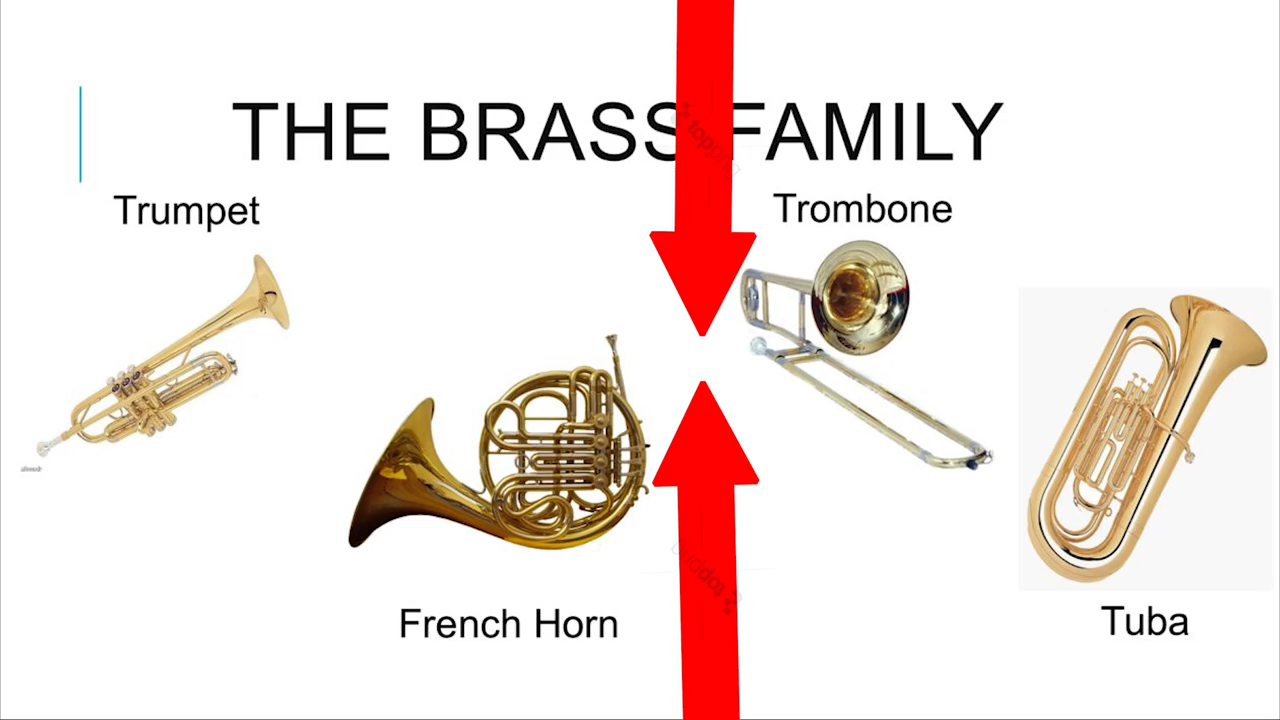 THE BRASS FAMILY
Trumpet
Trombone
French Horn
Tuba